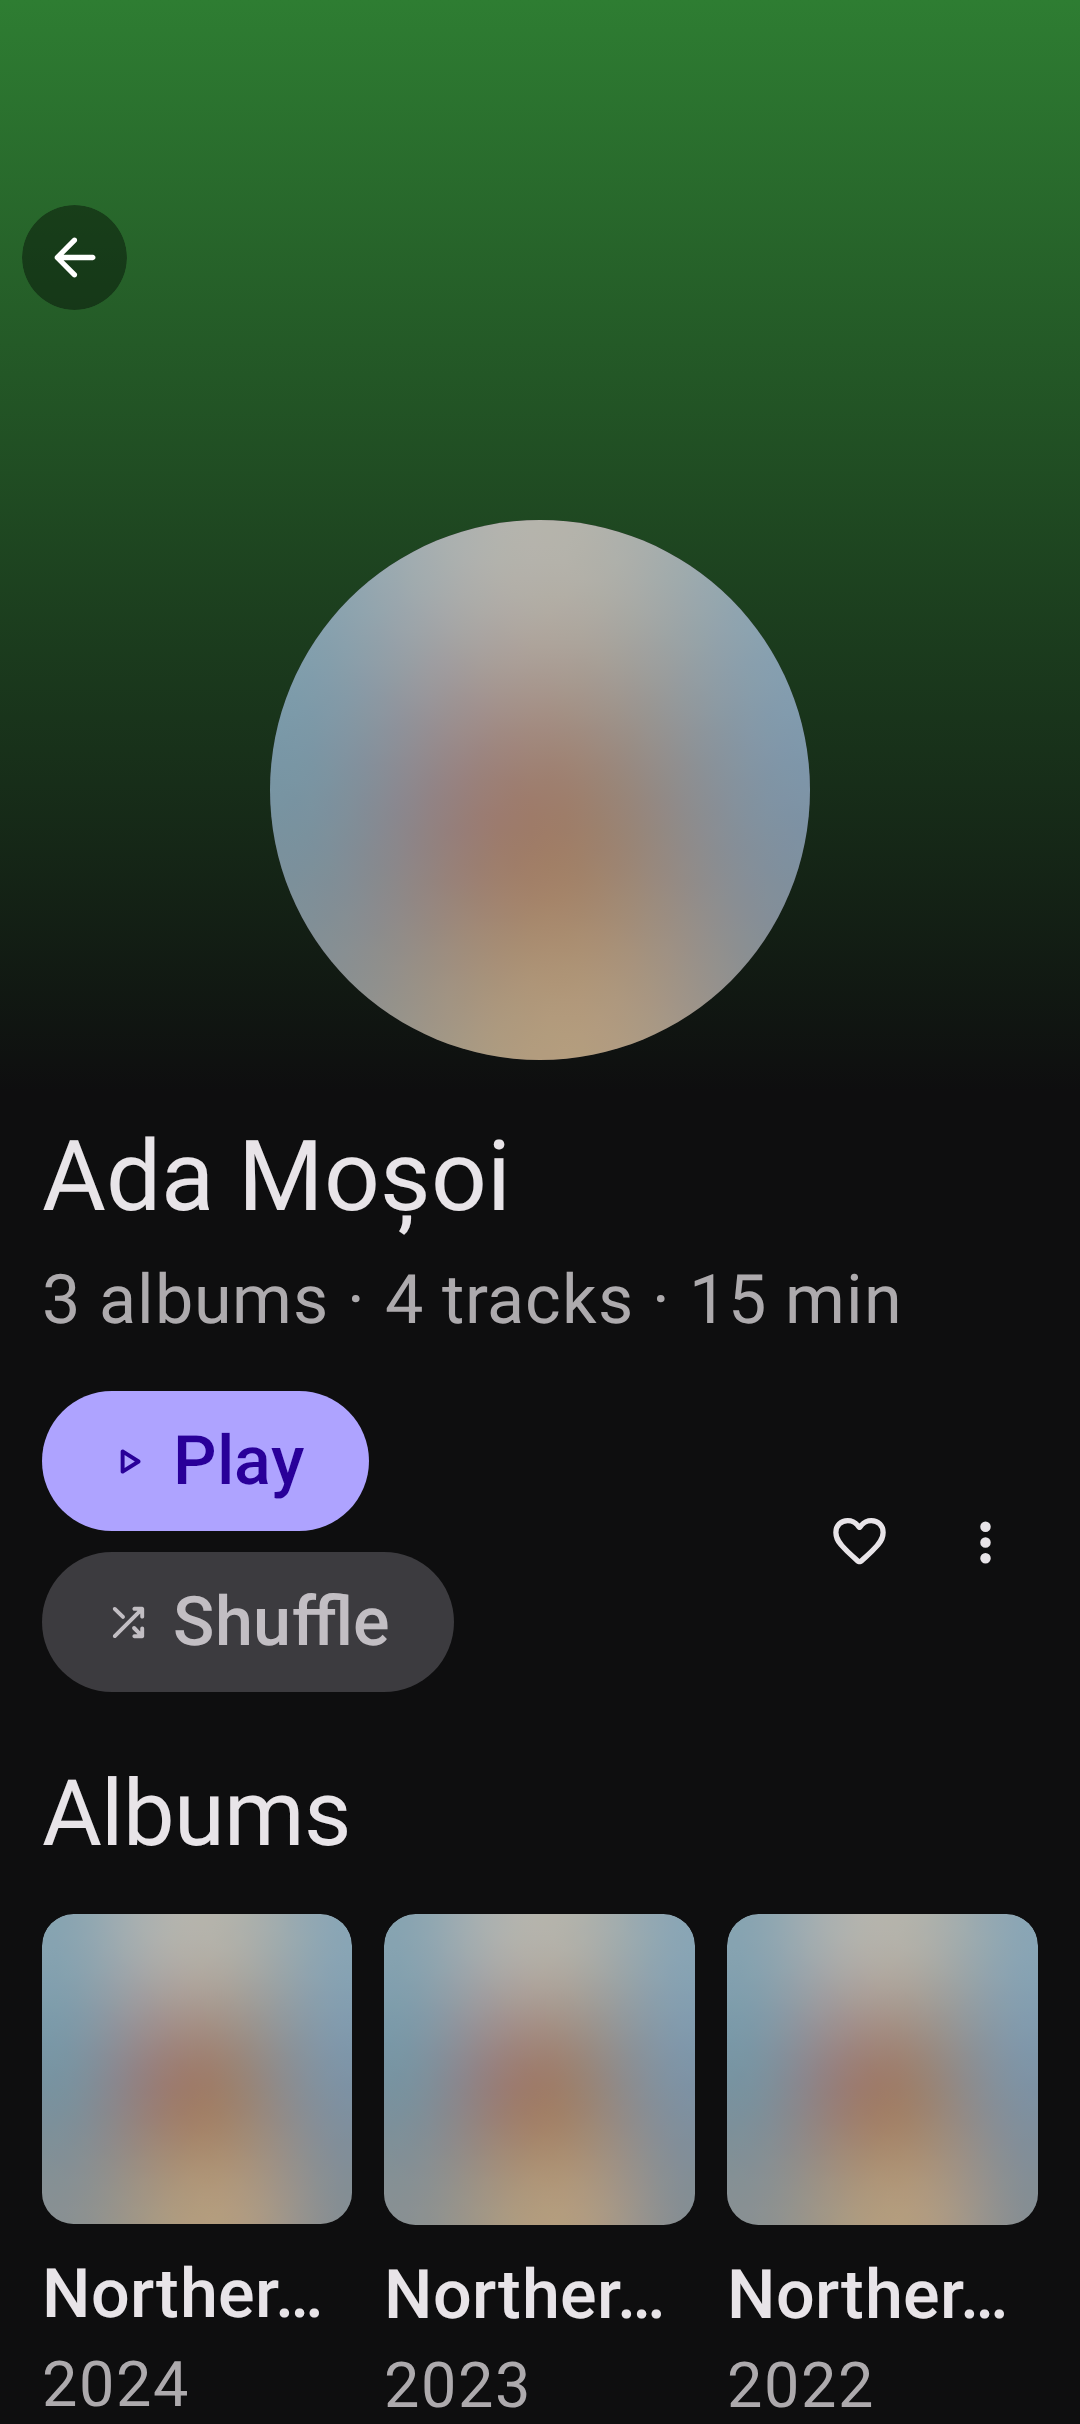 Ada Moșoi
3 albums · 4 tracks · 15 min
Play
Shuffle
Albums
Norther…
2024
Norther…
2023
Norther…
2022